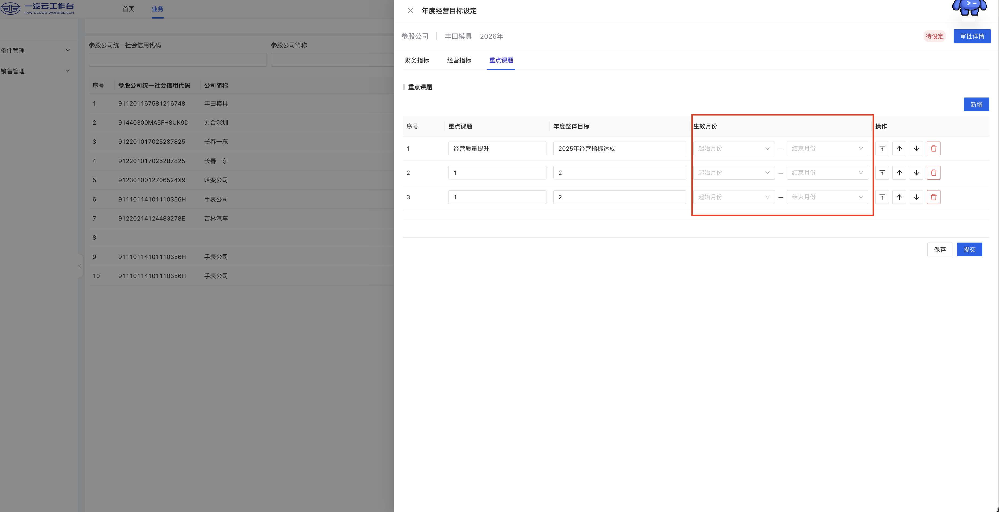 一汽云工作台
FAW CLOUD WORKBENCH
首页 业务
备件管理
销售管理
参股公司统一社会信用代码 参股公司简称
序号 参股公司统一社会信用代码 公司简称
1 911201167581216748 丰田模具
2 91440300MA5FH8UK9D 力合深圳
3 912201017025287825 长春一东
4 912201017025287825 长春一东
5 9123010012706524X9 哈变公司
6 91110114101110356H 手表公司
7 91220214124483278E 吉林汽车
8
9 91110114101110356H 手表公司
10 91110114101110356H 手表公司
年度经营目标设定
参股公司 丰田模具 2026年 待设定 审批详情
财务指标 经营指标 重点课题
重点课题
新增
序号 重点课题 年度整体目标 生效月份 操作
1 经营质量提升 2025年经营指标达成 起始月份 — 结束月份
2 1 2 起始月份 — 结束月份
3 1 2 起始月份 — 结束月份
保存 提交